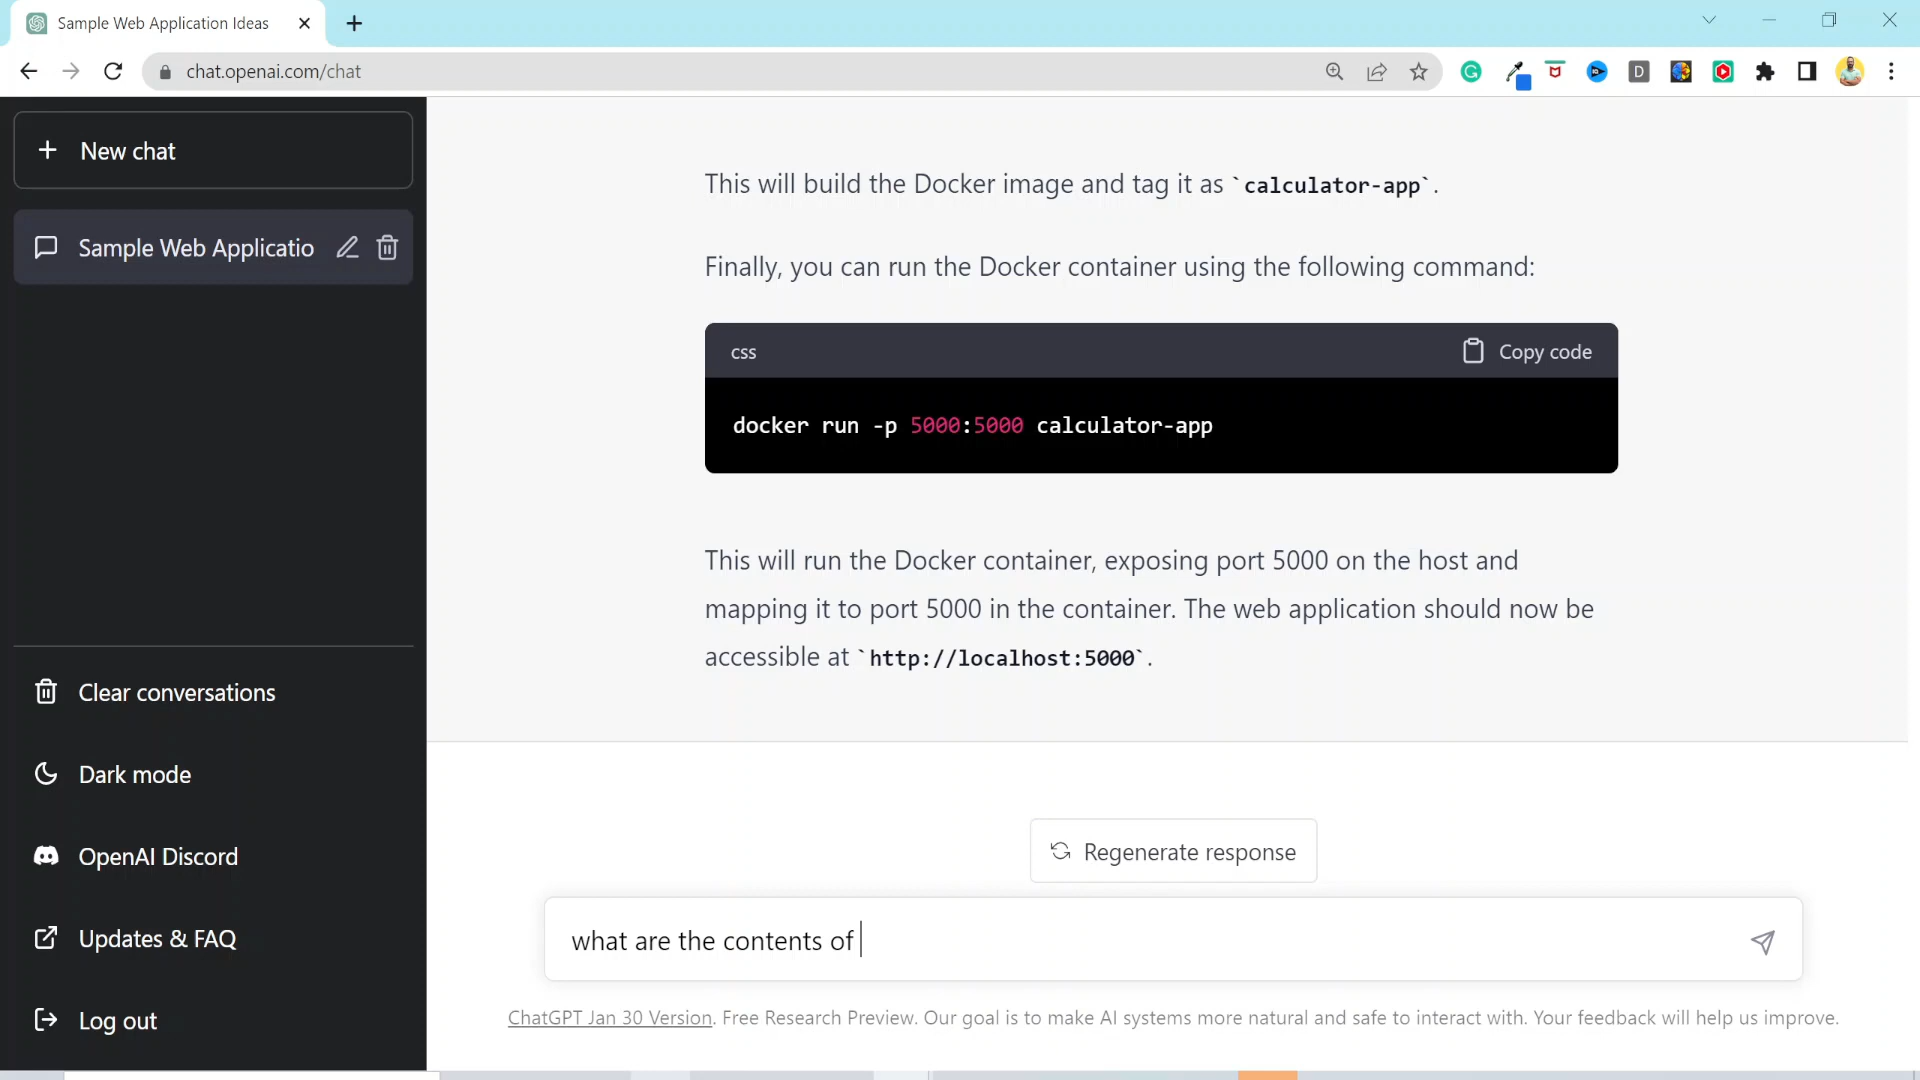 Sample Web Application Ideas
chat.openai.com/chat
New chat
Sample Web Applicatio
Clear conversations
Dark mode
OpenAI Discord
Updates & FAQ
Log out
This will build the Docker image and tag it as `calculator-app`.
Finally, you can run the Docker container using the following command:
css
Copy code
docker run -p 5000:5000 calculator-app
This will run the Docker container, exposing port 5000 on the host and
mapping it to port 5000 in the container. The web application should now be
accessible at `http://localhost:5000`.
Regenerate response
what are the contents of
ChatGPT Jan 30 Version. Free Research Preview. Our goal is to make AI systems more natural and safe to interact with. Your feedback will help us improve.